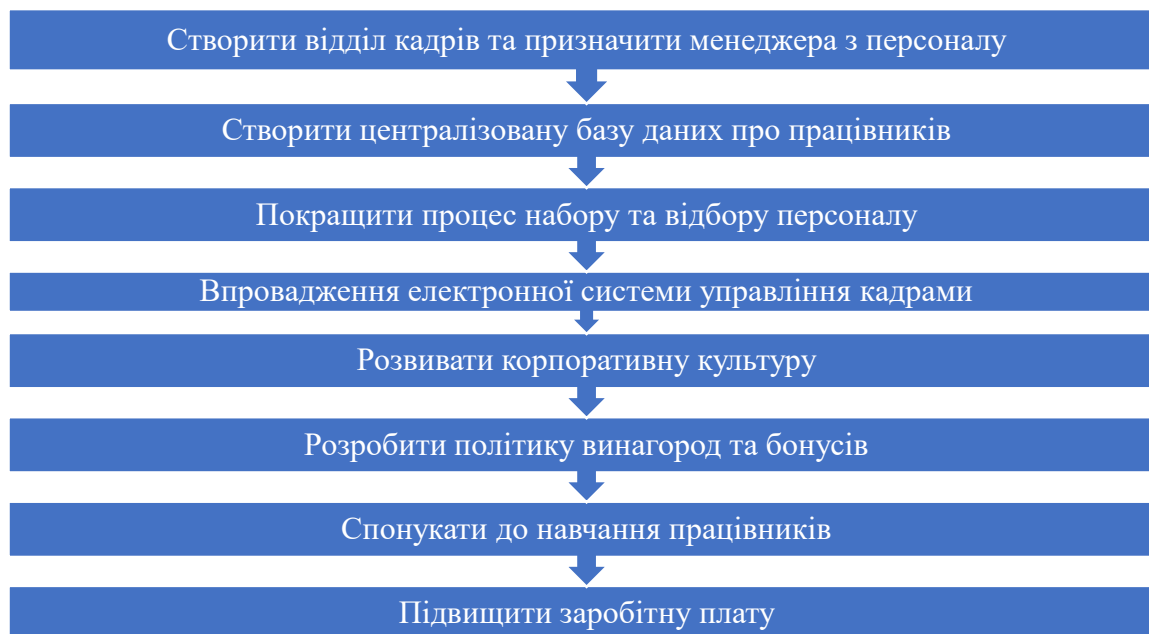 Створити відділ кадрів та призначити менеджера з персоналу
Створити централізовану базу даних про працівників
Покращити процес набору та відбору персоналу
Впровадження електронної системи управління кадрами
Розвивати корпоративну культуру
Розробити політику винагород та бонусів
Спонукати до навчання працівників
Підвищити заробітну плату